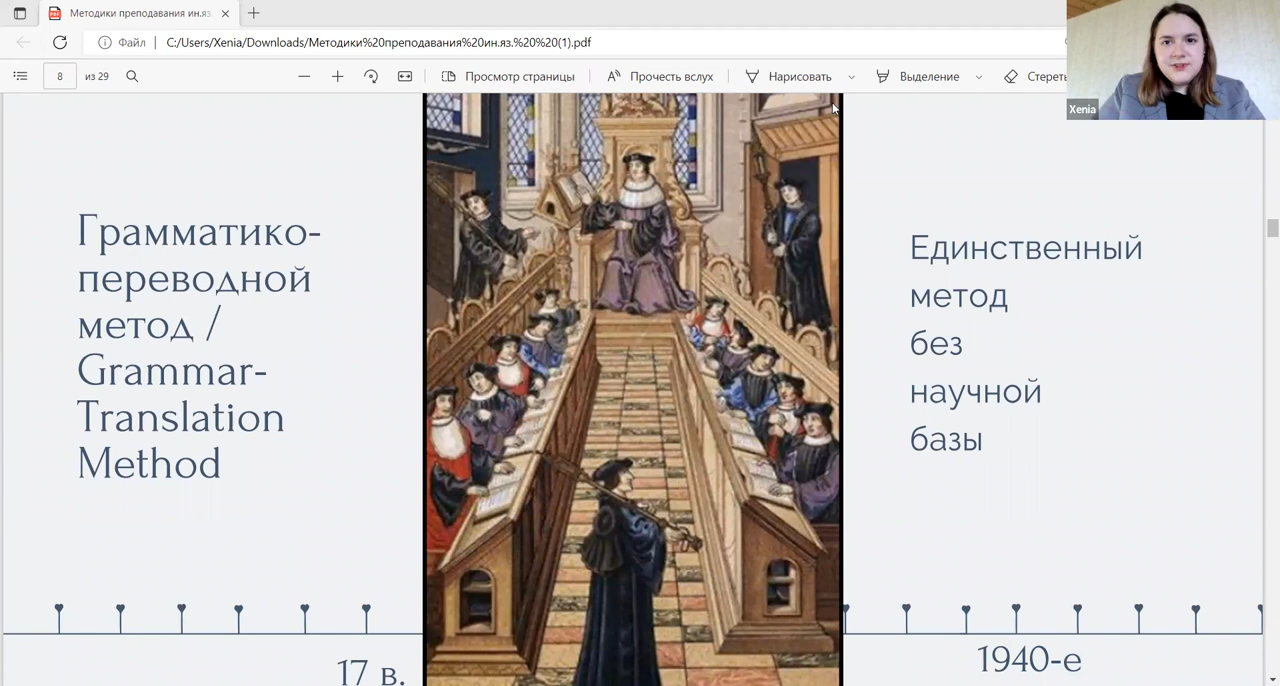 Методики преподавания ин.яз.
Файл
C:/Users/Xenia/Downloads/Методики%20преподавания%20ин.яз.%20%20(1).pdf
8
из 29
Просмотр страницы
Прочесть вслух
Нарисовать
Выделение
Стереть
Xenia
Грамматико-
переводной
метод /
Grammar-
Translation
Method
Единственный
метод
без
научной
базы
17 в.
1940-е